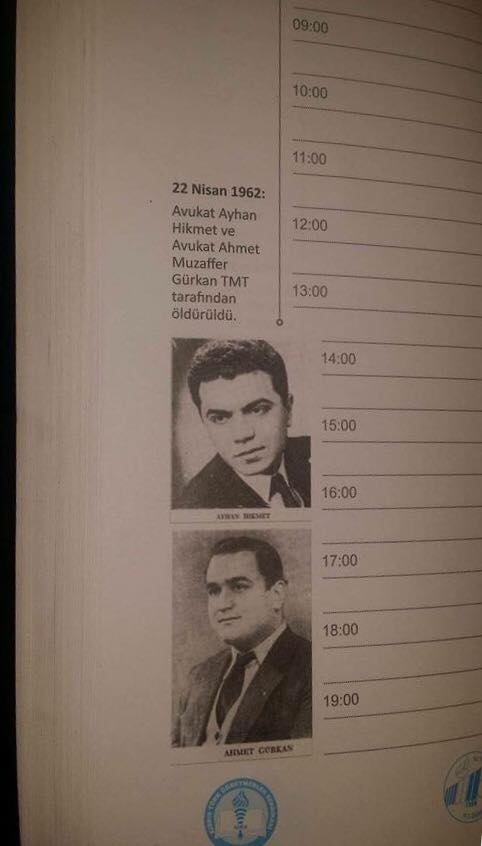 09:00
10:00
11:00
22 Nisan 1962:
Avukat Ayhan
Hikmet ve
Avukat Ahmet
Muzaffer
Gürkan TMT
tarafından
öldürüldü.
12:00
13:00
14:00
15:00
16:00
AYHAN HIKMET
17:00
18:00
19:00
AHMET GÜRKAN